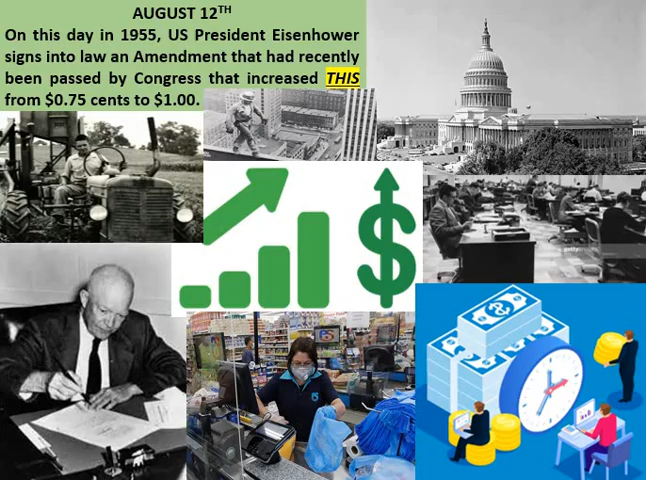 AUGUST 12TH
On this day in 1955, US President Eisenhower
signs into law an Amendment that had recently
been passed by Congress that increased THIS
from $0.75 cents to $1.00.